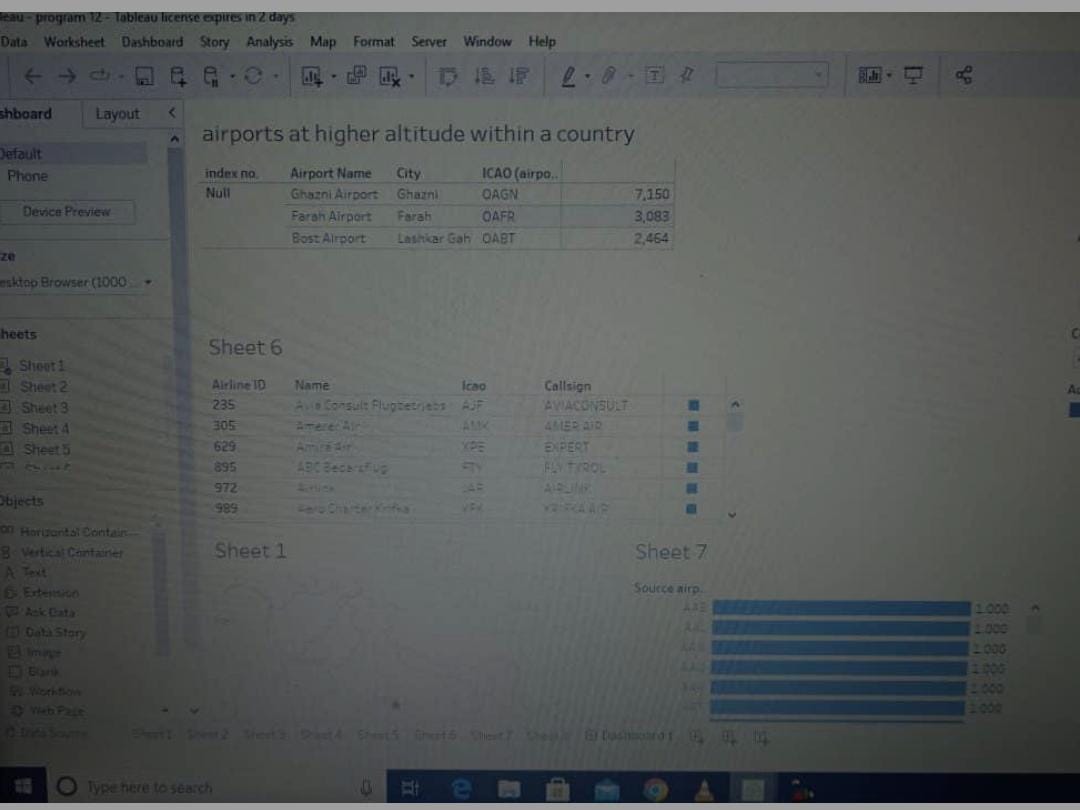 leau - program 12 - Tableau license expires in 2 days
Data Worksheet Dashboard Story Analysis Map Format Server Window Help
shboard Layout
Default
Phone
Device Preview
ze
esktop Browser (1000 ...
heets
Sheet 1
Sheet 2
Sheet 3
Sheet 4
Sheet 5
Objects
Horizontal Contain...
Vertical Container
A Text
Extension
Ask Data
Data Story
Image
Blank
Workflow
Web Page
airports at higher altitude within a country
index no. Airport Name City ICAO (airpo..
Null Ghazni Airport Ghazni OAGN 7,150
Farah Airport Farah OAFR 3,083
Bost Airport Lashkar Gah OABT 2,464
Sheet 6
Airline ID Name Icao Callsign
235 Avia Consult Flugbetriebs AJF AVIACONSULT
305 Amerer Air AMK AMER AIR
629 Amira Air XPE EXPERT
895 FTY FLY TYROL
972 Airlink JAR AIRLINK
989 Aero Charter Krifka KFK KRIFKA AIR
Sheet 1
Sheet 7
Source airp..
AAE 1.000
AAL 1.000
1.000
1.000
1.000
1.000
Data Source Sheet 1 Sheet 2 Sheet 3 Sheet 4 Sheet 5 Sheet 6 Sheet 7 Dashboard 1
Type here to search